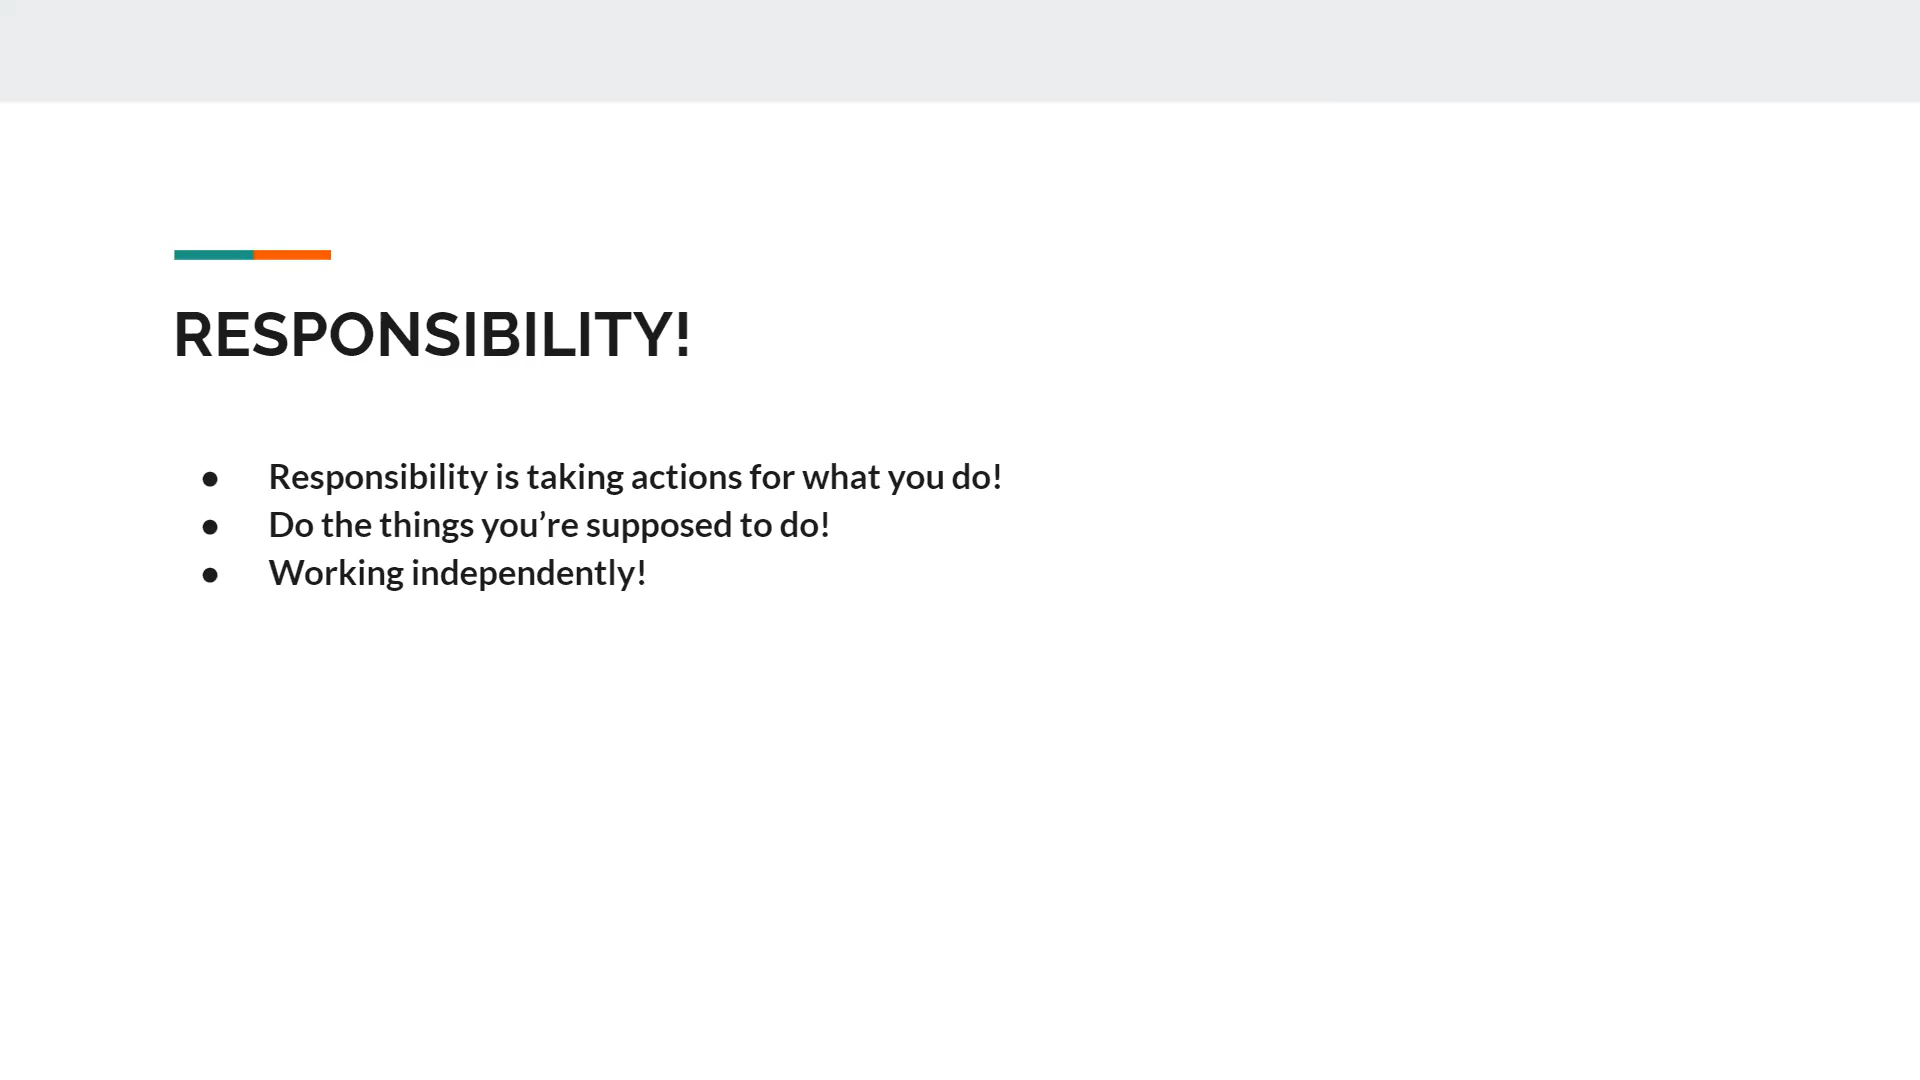 RESPONSIBILITY!
● Responsibility is taking actions for what you do!
● Do the things you’re supposed to do!
● Working independently!